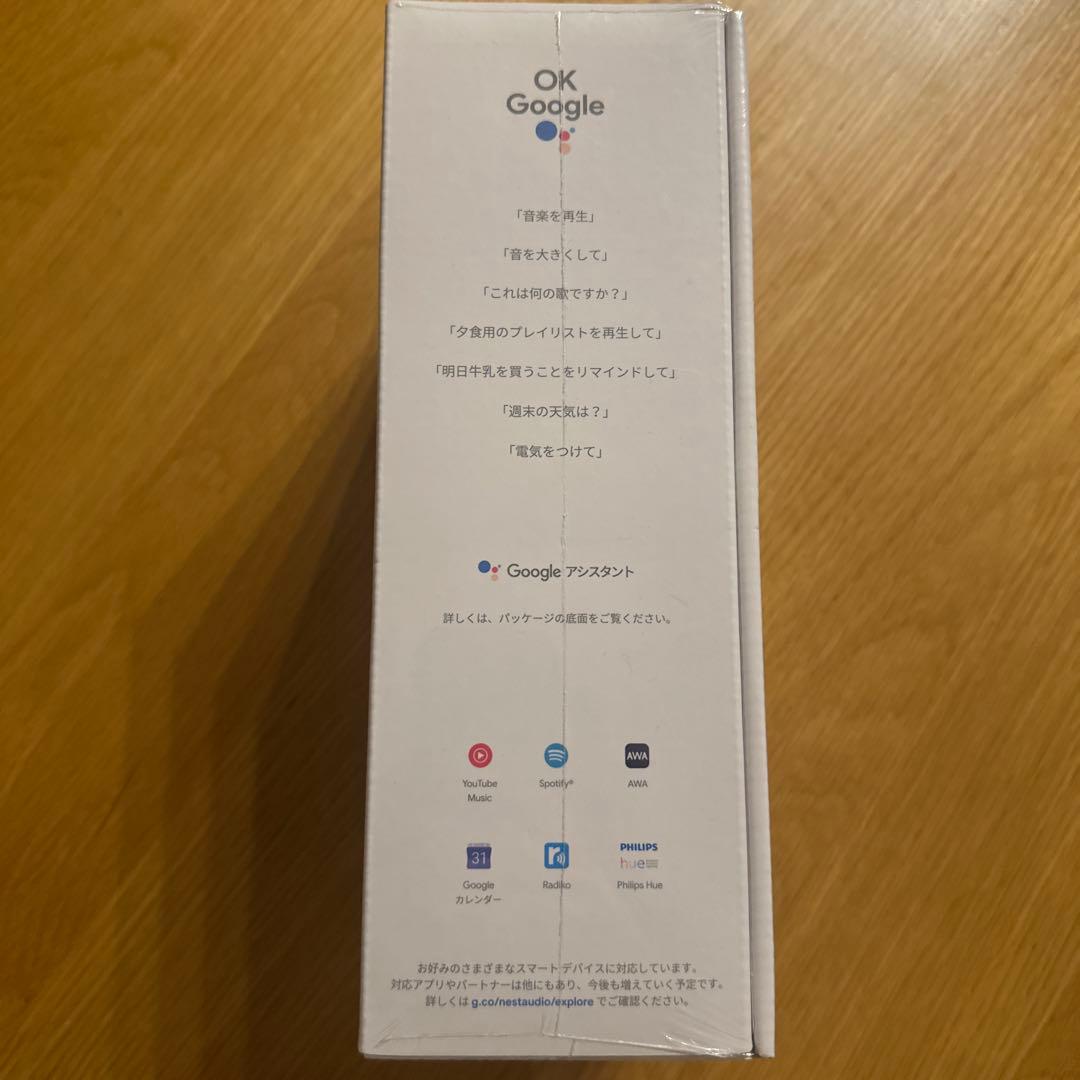 OK
Google
「音楽を再生」
「音を大きくして」
「これは何の歌ですか？」
「夕食用のプレイリストを再生して」
「明日牛乳を買うことをリマインドして」
「週末の天気は？」
「電気をつけて」
Google アシスタント
詳しくは、パッケージの底面をご覧ください。
AWA
YouTube Music
Spotify®
AWA
31
PHILIPS
hue
Google カレンダー
Radiko
Philips Hue
お好みのさまざまなスマートデバイスに対応しています。
対応アプリやパートナーは他にもあり、今後も増えていく予定です。
詳しくは g.co/nestaudio/explore でご確認ください。